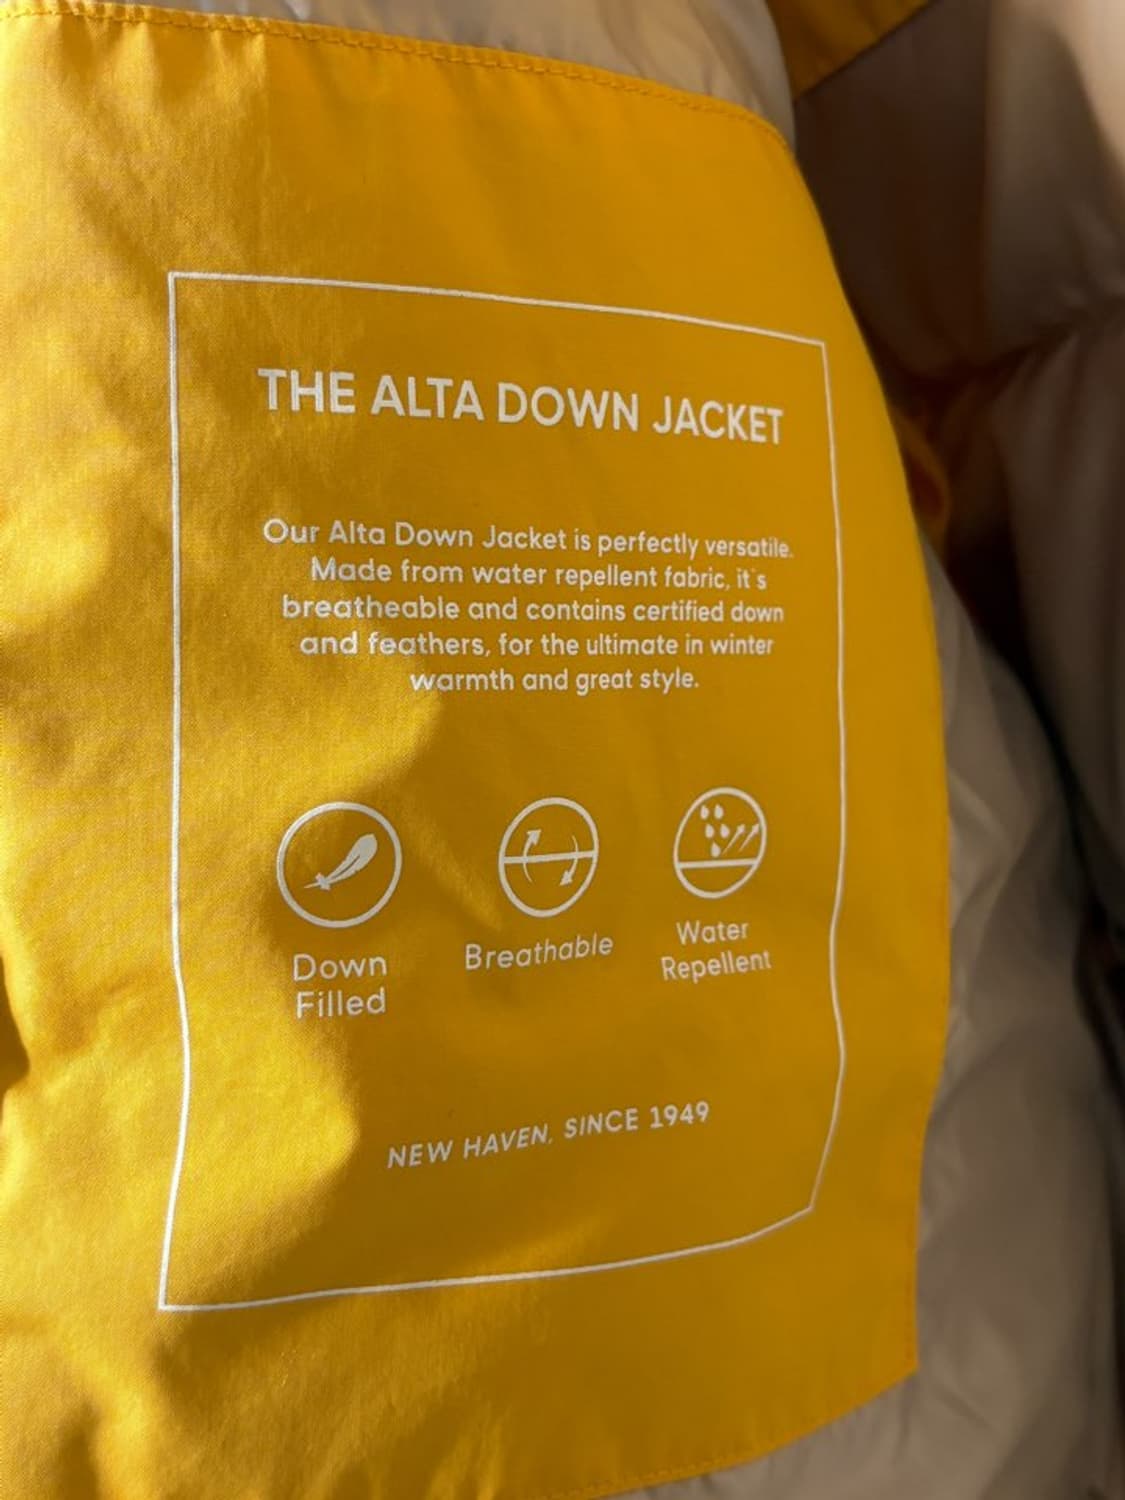 THE ALTA DOWN JACKET
Our Alta Down Jacket is perfectly versatile.
Made from water repellent fabric, it's
breatheable and contains certified down
and feathers, for the ultimate in winter
warmth and great style.
Down
Filled
Breathable
Water
Repellent
NEW HAVEN, SINCE 1949